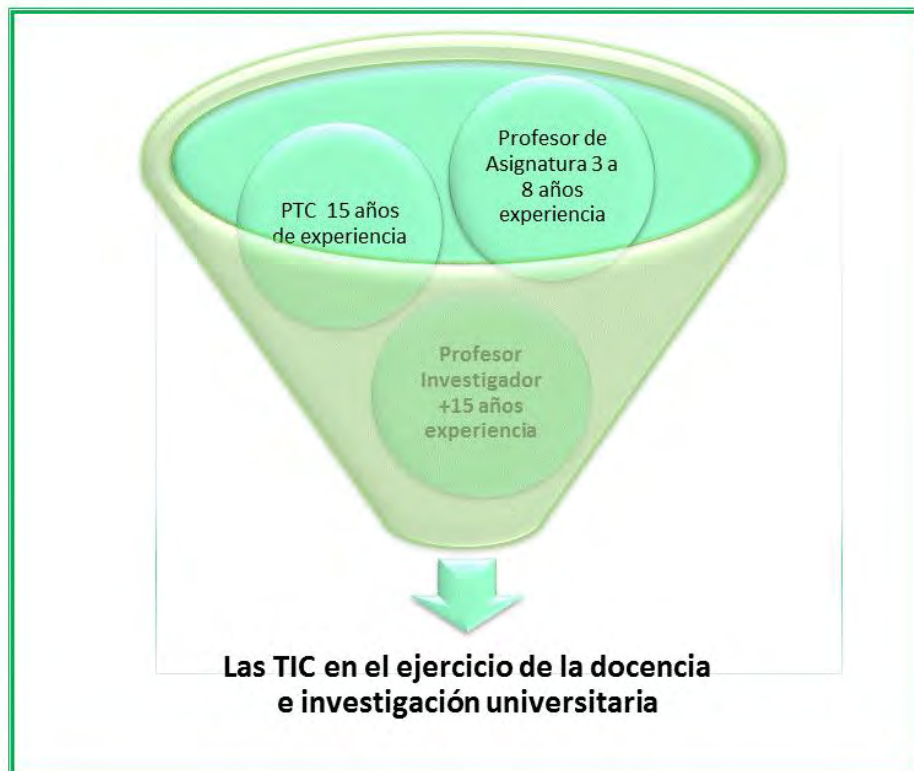 Profesor de
Asignatura 3 a
8 años
experiencia
PTC 15 años
de experiencia
Profesor
Investigador
+15 años
experiencia
Las TIC en el ejercicio de la docencia
e investigación universitaria